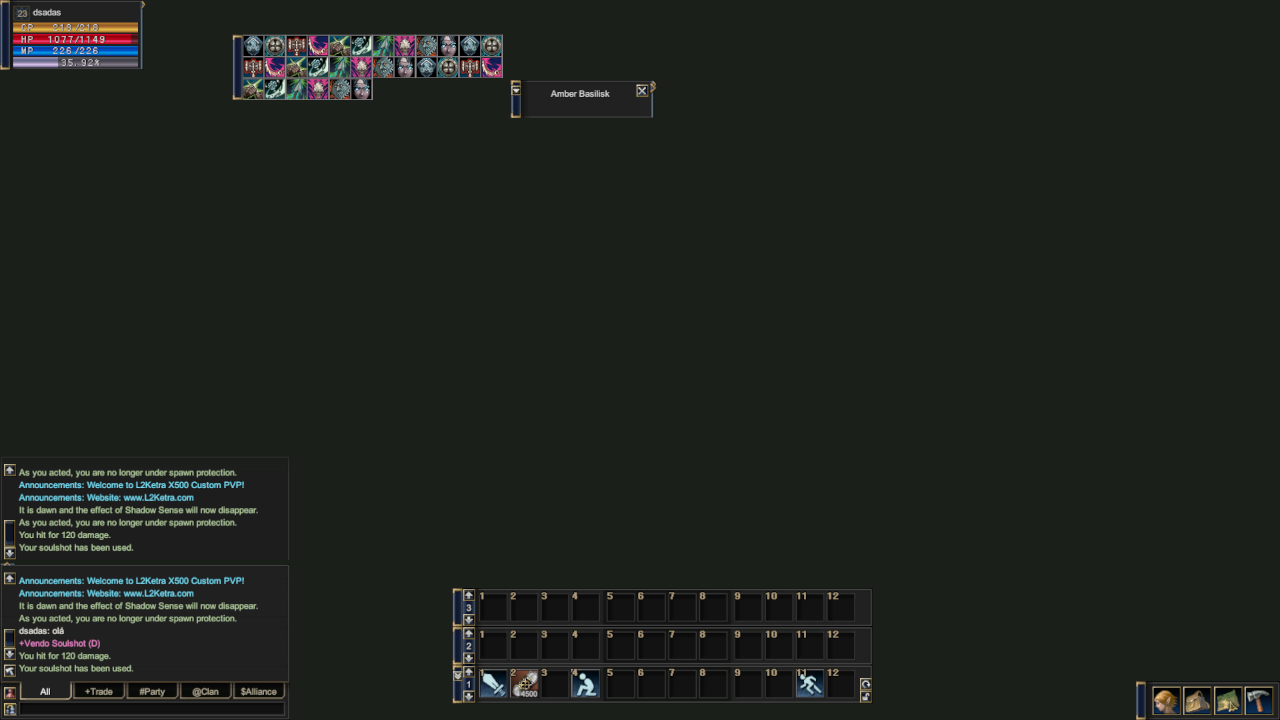 23 dsadas
CP 218/218
HP 1077/1149
MP 226/226
35.92%
Amber Basilisk
As you acted, you are no longer under spawn protection.
Announcements: Welcome to L2Ketra X500 Custom PVP!
Announcements: Website: www.L2Ketra.com
It is dawn and the effect of Shadow Sense will now disappear.
As you acted, you are no longer under spawn protection.
You hit for 120 damage.
Your soulshot has been used.
Announcements: Welcome to L2Ketra X500 Custom PVP!
Announcements: Website: www.L2Ketra.com
It is dawn and the effect of Shadow Sense will now disappear.
As you acted, you are no longer under spawn protection.
dsadas: olá
+Vendo Soulshot (D)
You hit for 120 damage.
Your soulshot has been used.
All +Trade #Party @Clan $Alliance
1 2 3 4 5 6 7 8 9 10 11 12
3
1 2 3 4 5 6 7 8 9 10 11 12
2
1 2 3 4 5 6 7 8 9 10 11 12
1
4500